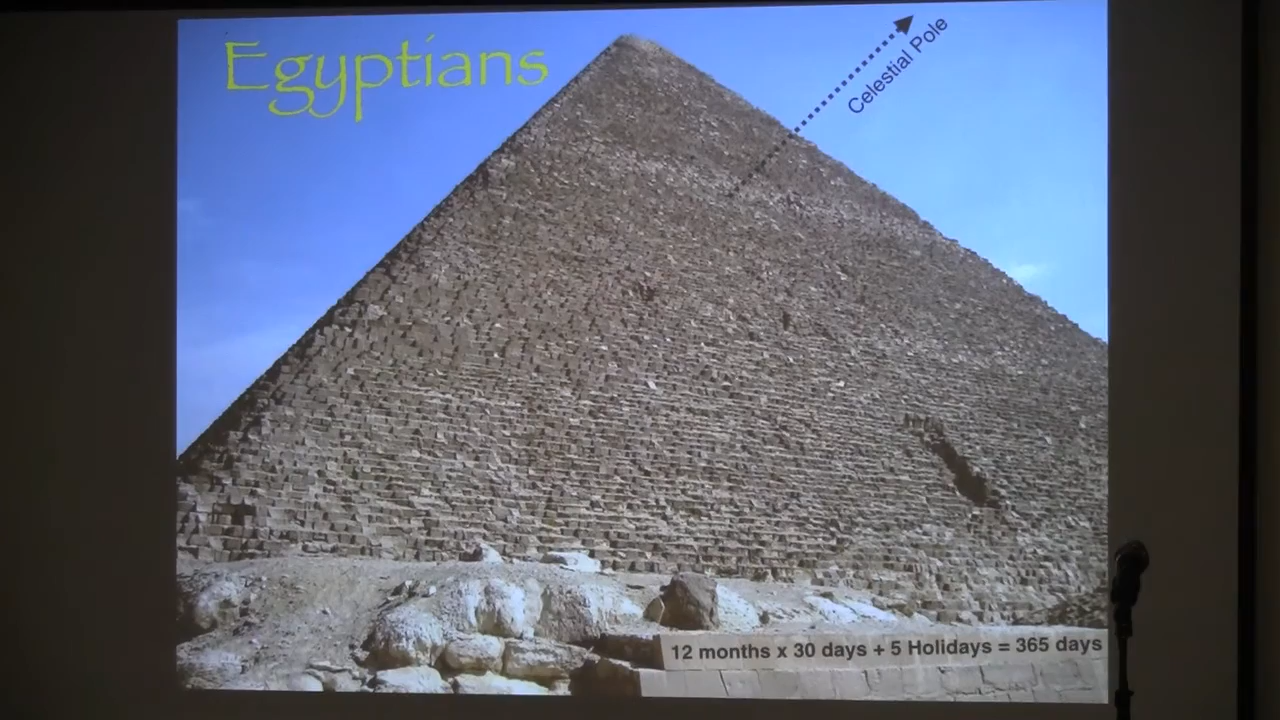 Egyptians
Celestial Pole
12 months x 30 days + 5 Holidays = 365 days